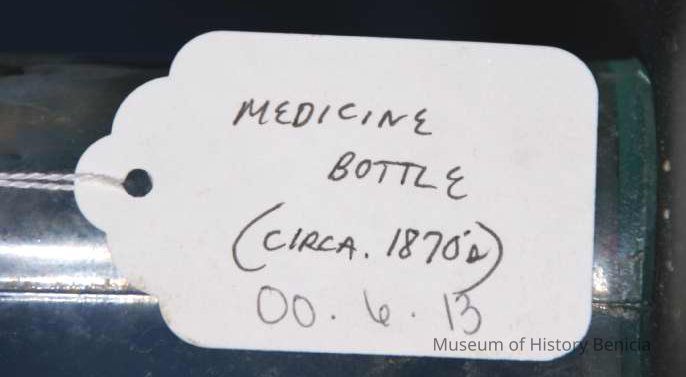 MEDICINE
BOTTLE
(CIRCA. 1870's)
00.6.13
Museum of History Benicia